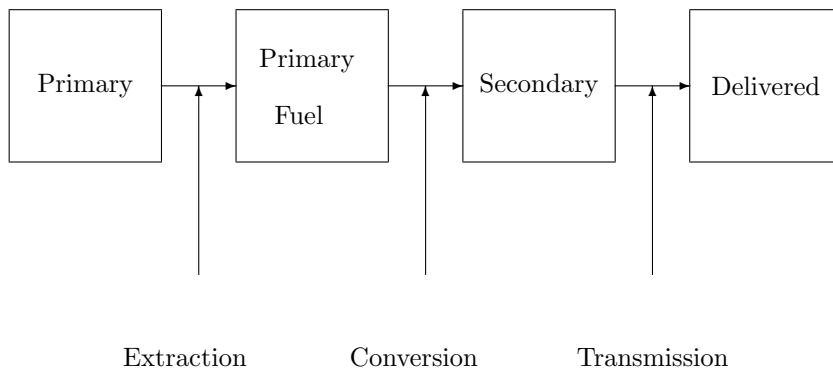 Primary
Primary
Fuel
Secondary
Delivered
Extraction
Conversion
Transmission